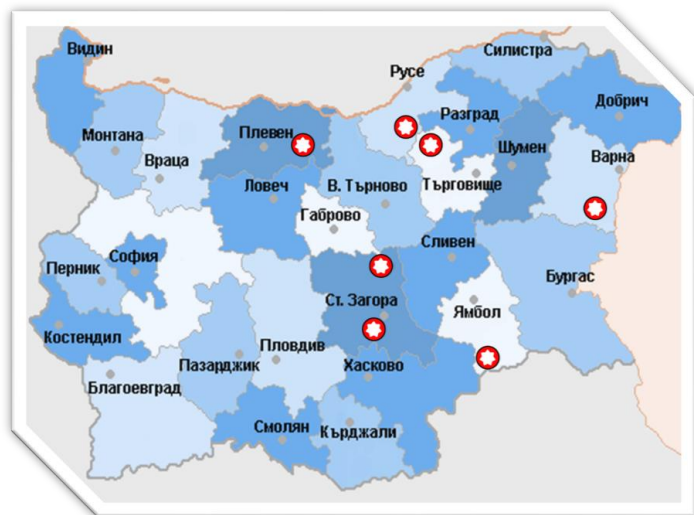 Видин
Силистра
Русе
Добрич
Монтана
Плевен
Разград
Враца
Шумен
Варна
Ловеч
В. Търново
Търговище
Габрово
София
Сливен
Перник
Бургас
Ст. Загора
Ямбол
Костендил
Пловдив
Пазарджик
Хасково
Благоевград
Смолян
Кърджали